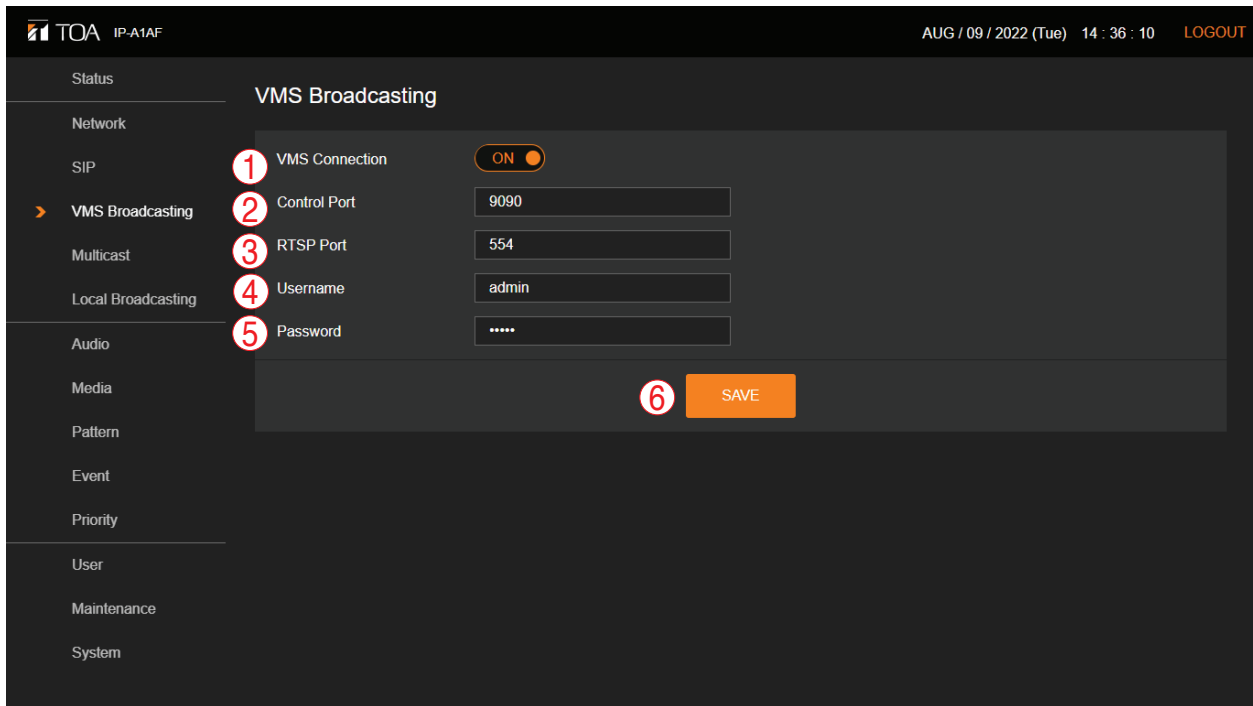 TOA IP-A1AF AUG / 09 / 2022 (Tue) 14 : 36 : 10 LOGOUT
Status
Network
SIP
VMS Broadcasting
Multicast
Local Broadcasting
Audio
Media
Pattern
Event
Priority
User
Maintenance
System
VMS Broadcasting
1 VMS Connection ON
2 Control Port 9090
3 RTSP Port 554
4 Username admin
5 Password •••••
6 SAVE